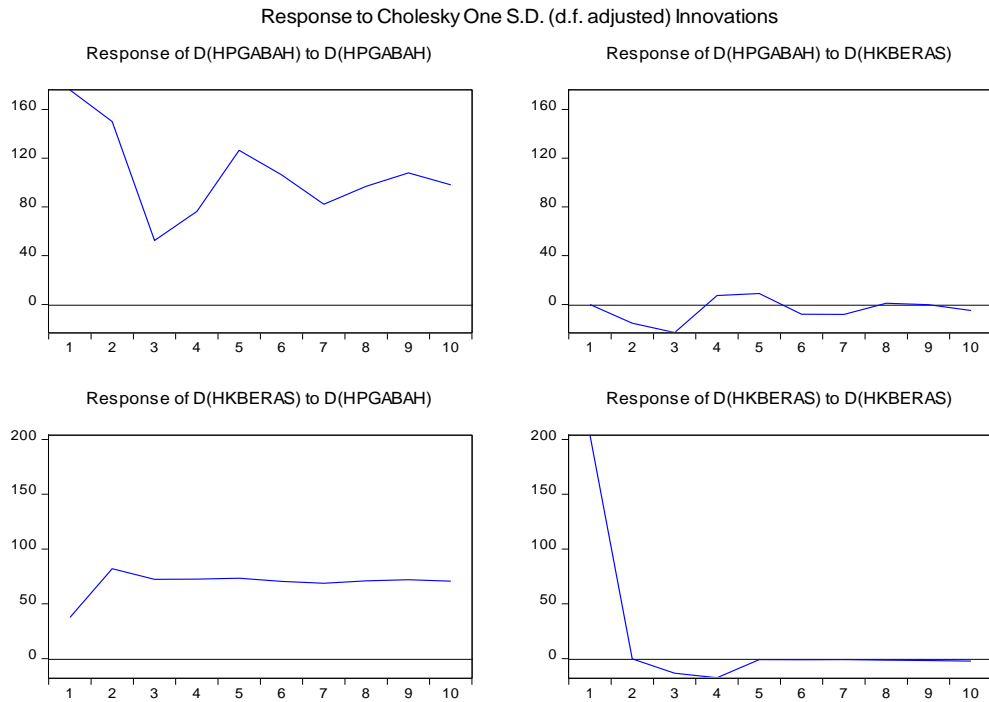 Response to Cholesky One S.D. (d.f. adjusted) Innovations
Response of D(HPGABAH) to D(HPGABAH)
160
120
80
40
0
1 2 3 4 5 6 7 8 9 10
Response of D(HPGABAH) to D(HKBERAS)
160
120
80
40
0
1 2 3 4 5 6 7 8 9 10
Response of D(HKBERAS) to D(HPGABAH)
200
150
100
50
0
1 2 3 4 5 6 7 8 9 10
Response of D(HKBERAS) to D(HKBERAS)
200
150
100
50
0
1 2 3 4 5 6 7 8 9 10